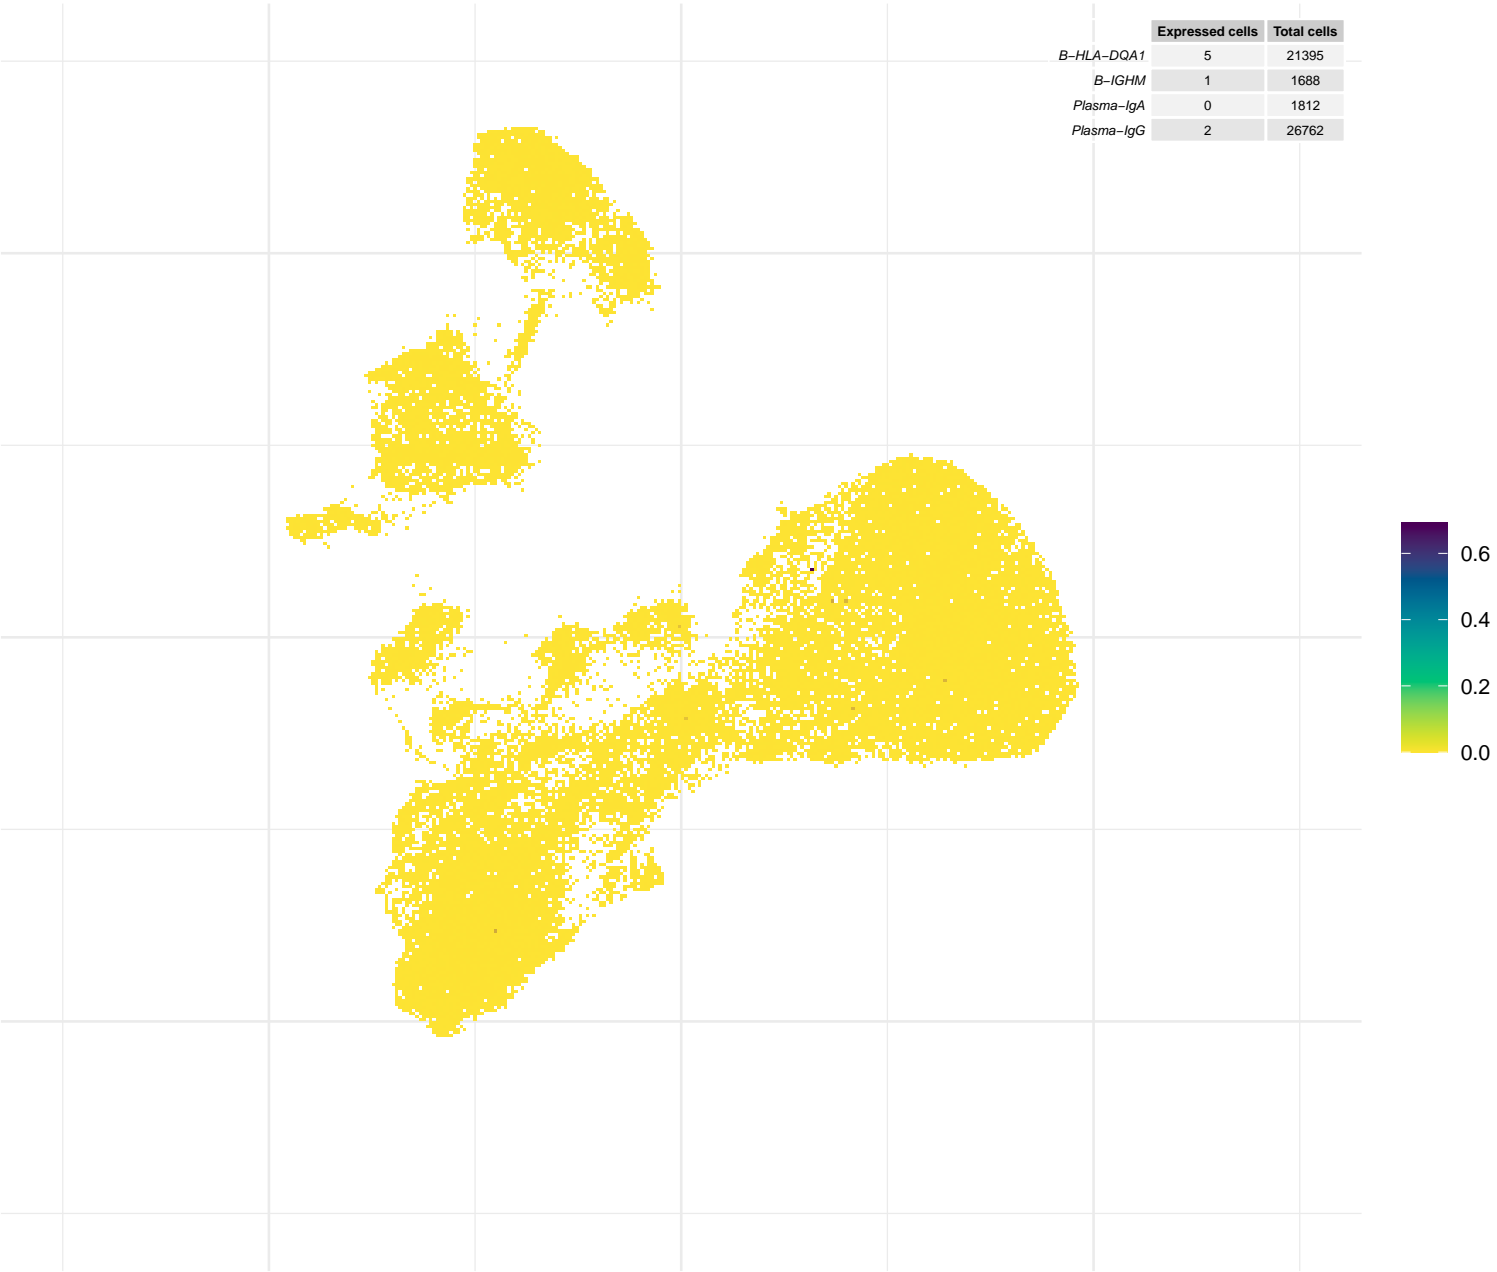 Expressed cells Total cells
B−HLA−DQA1 5 21395
B−IGHM 1 1688
Plasma−IgA 0 1812
Plasma−IgG 2 26762
0.6
0.4
0.2
0.0